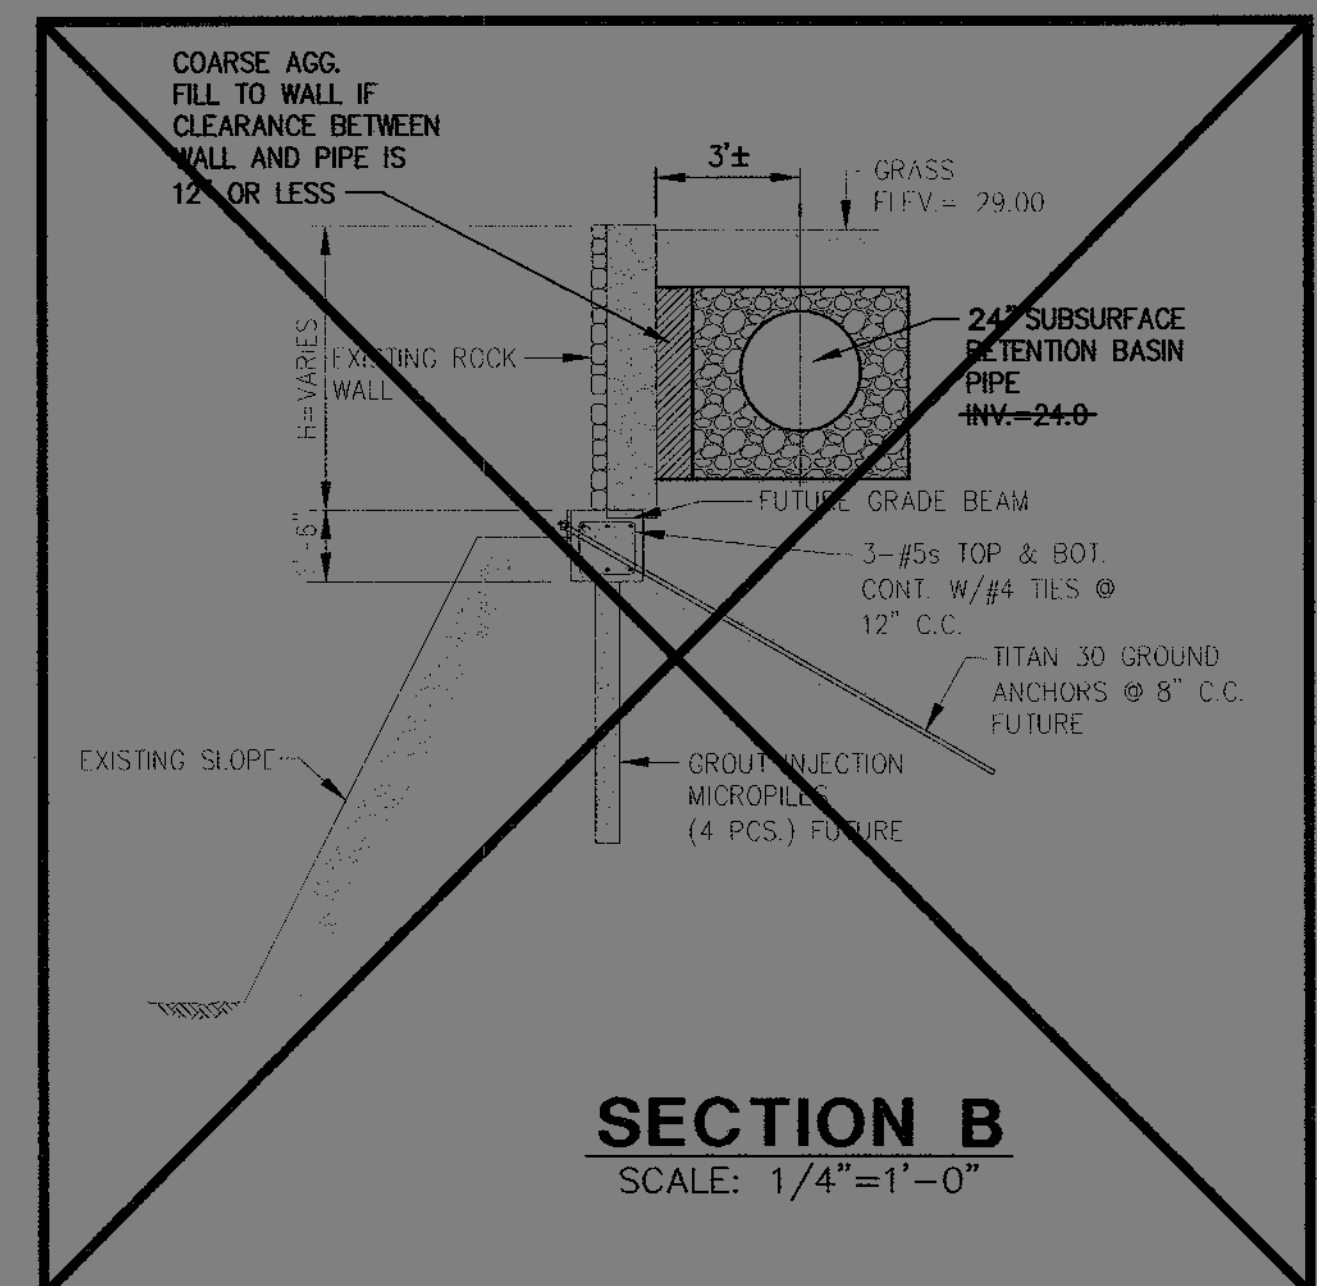 COARSE AGG.
FILL TO WALL IF
CLEARANCE BETWEEN
WALL AND PIPE IS
12" OR LESS
3'±
GRASS
ELEV.= 29.00
H=VARIES
EXISTING ROCK
WALL
24" SUBSURFACE
DETENTION BASIN
PIPE
INV.=24.0
FUTURE GRADE BEAM
3-#5s TOP & BOT.
CONT. W/#4 TIES @
12" C.C.
TITAN 30 GROUND
ANCHORS @ 8" C.C.
FUTURE
EXISTING SLOPE
GROUT INJECTION
MICROPILES
(4 PCS.) FUTURE
SECTION B
SCALE: 1/4"=1'-0"